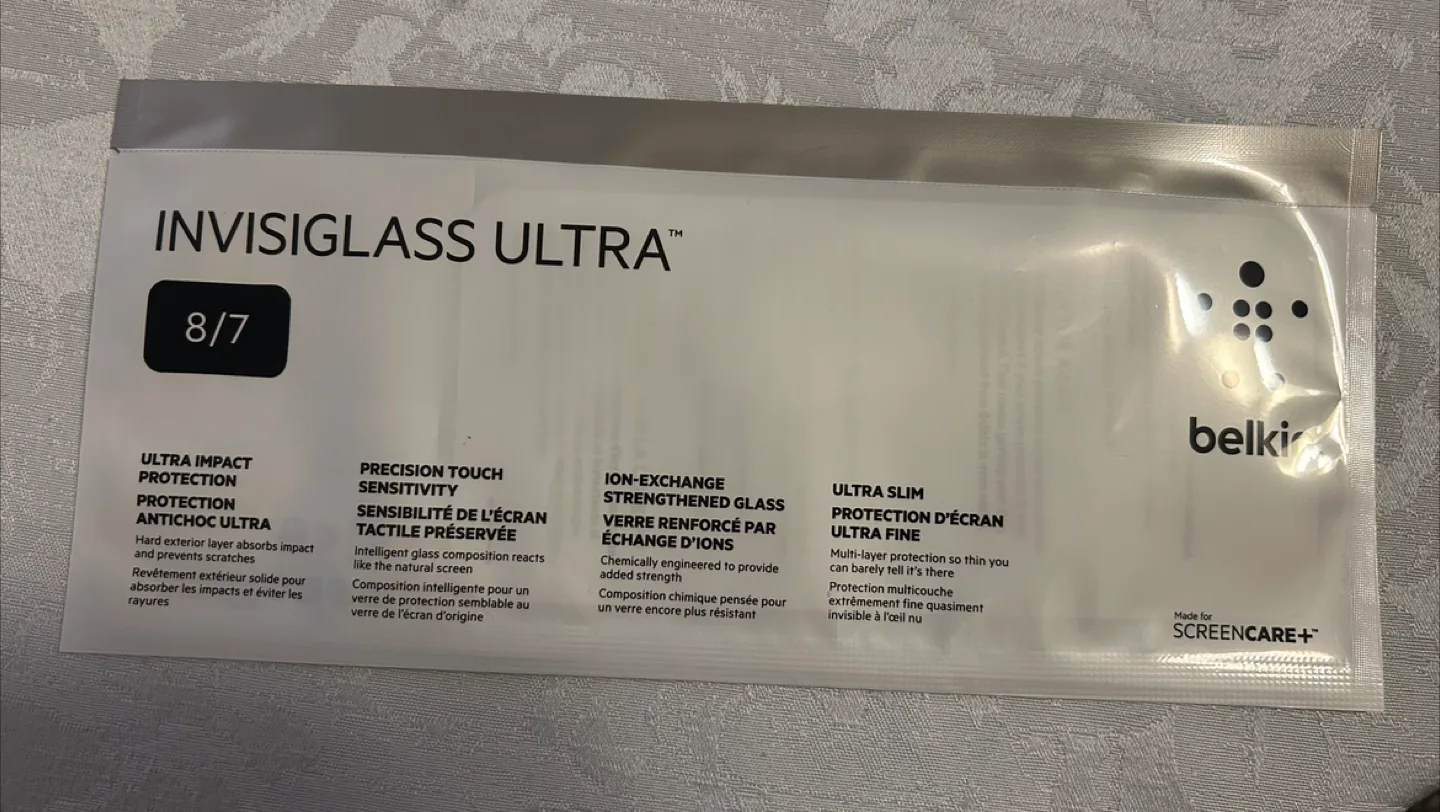 INVISIGLASS ULTRA™
8/7
ULTRA IMPACT
PROTECTION
PROTECTION
ANTICHOC ULTRA
Hard exterior layer absorbs impact
and prevents scratches
Revêtement extérieur solide pour
absorber les impacts et éviter les
rayures
PRECISION TOUCH
SENSITIVITY
SENSIBILITÉ DE L'ÉCRAN
TACTILE PRÉSERVÉE
Intelligent glass composition reacts
like the natural screen
Composition intelligente pour un
verre de protection semblable au
verre de l'écran d'origine
ION-EXCHANGE
STRENGTHENED GLASS
VERRE RENFORCÉ PAR
ÉCHANGE D'IONS
Chemically engineered to provide
added strength
Composition chimique pensée pour
un verre encore plus résistant
ULTRA SLIM
PROTECTION D'ÉCRAN
ULTRA FINE
Multi-layer protection so thin you
can barely tell it's there
Protection multicouche
extrêmement fine quasiment
invisible à l'œil nu
belkin
Made for
SCREENCARE+™